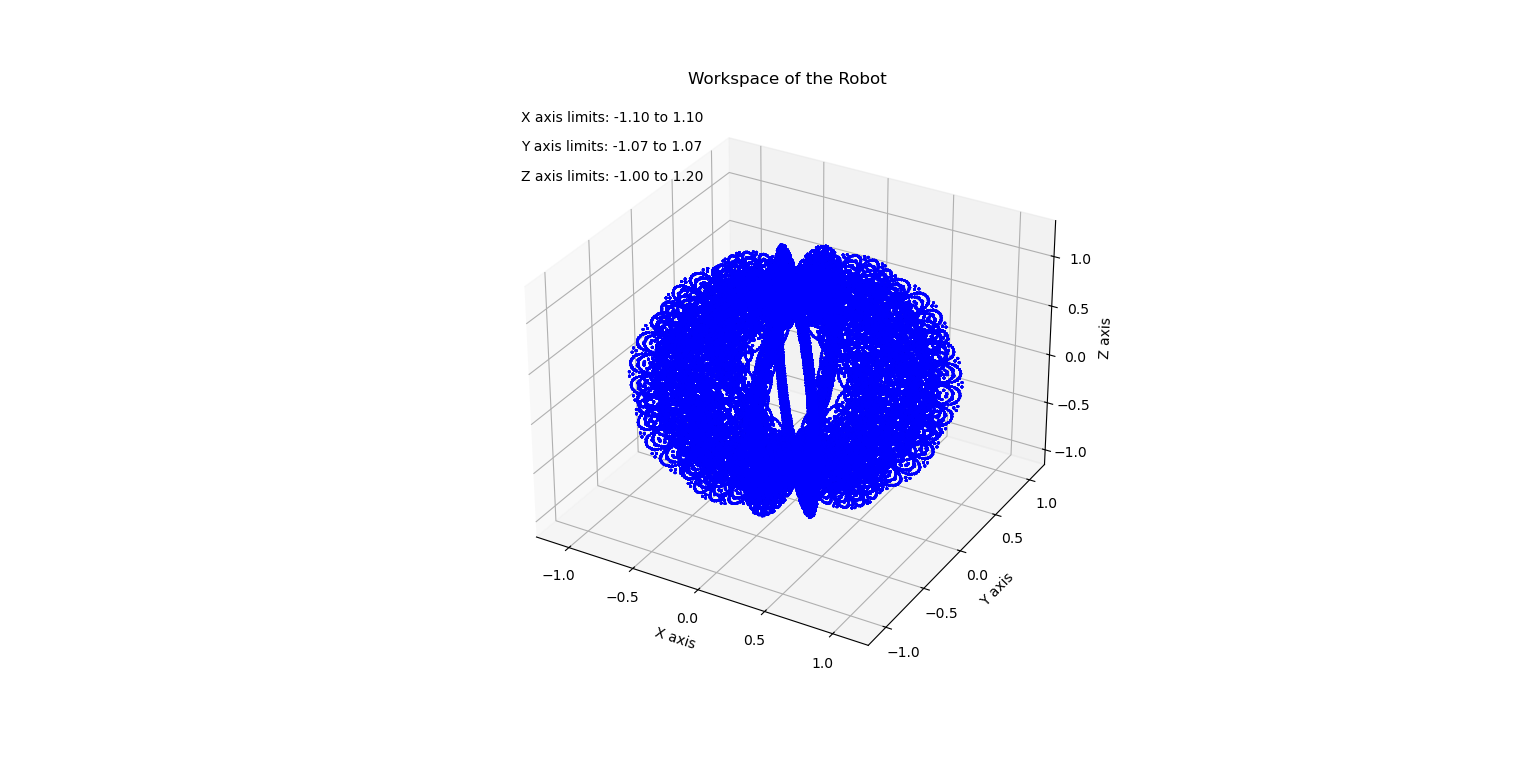 Workspace of the Robot
X axis limits: -1.10 to 1.10
Y axis limits: -1.07 to 1.07
Z axis limits: -1.00 to 1.20
1.0
0.5
0.0
−0.5
−1.0
Z axis
1.0
0.5
0.0
−0.5
−1.0
Y axis
−1.0
−0.5
0.0
0.5
1.0
X axis